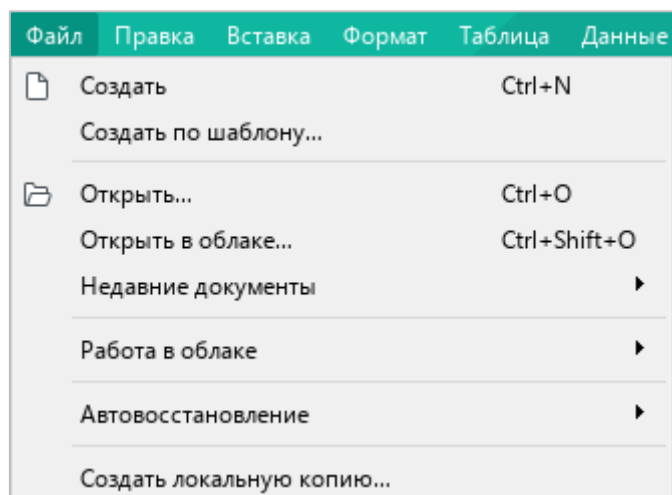 Файл Правка Вставка Формат Таблица Данные
Создать Ctrl+N
Создать по шаблону...
Открыть... Ctrl+O
Открыть в облаке... Ctrl+Shift+O
Недавние документы
Работа в облаке
Автовосстановление
Создать локальную копию...